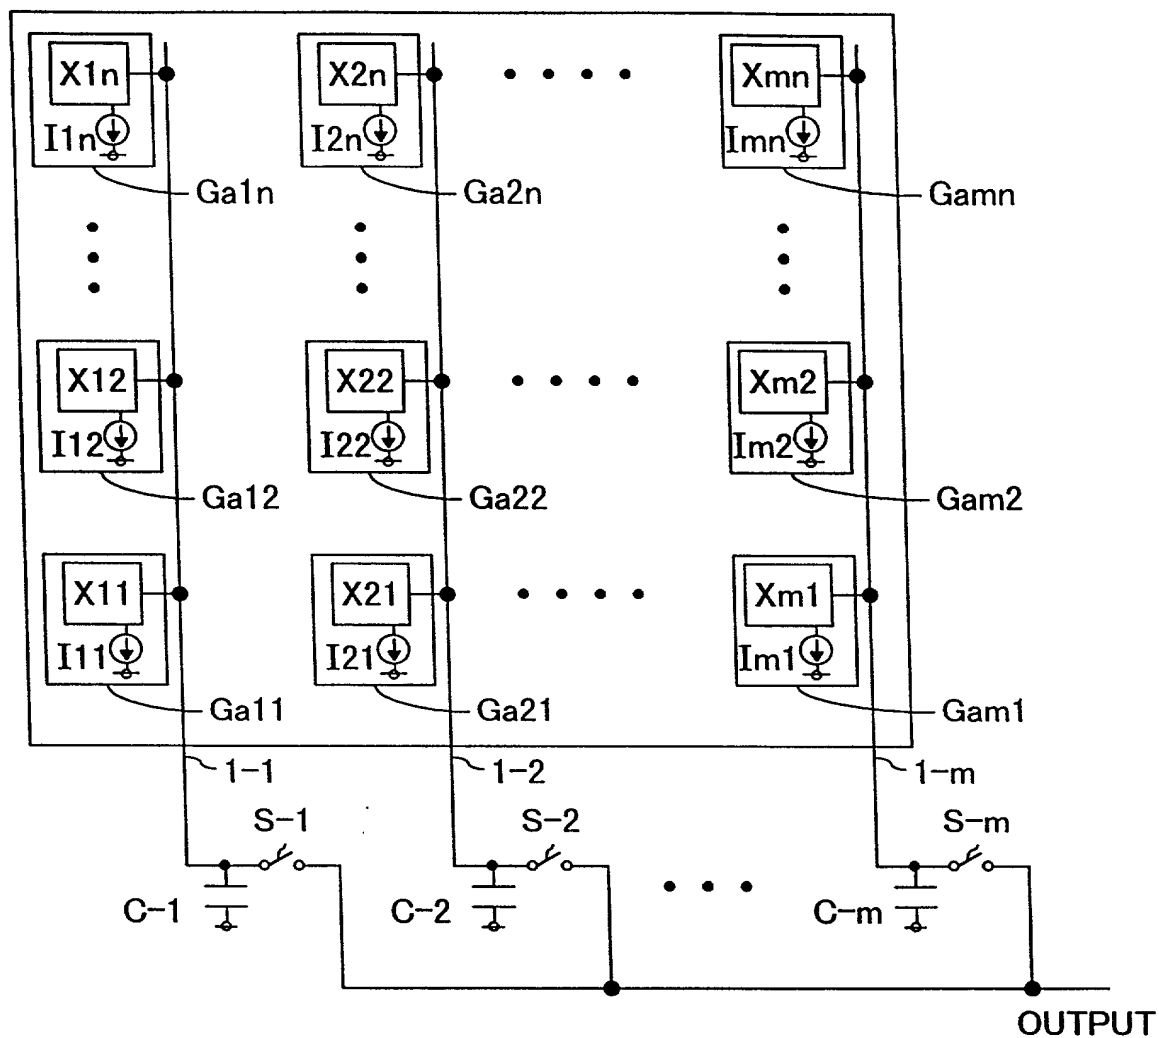 X1n X2n Xmn
I1n I2n Imn
Ga1n Ga2n Gamn
X12 X22 Xm2
I12 I22 Im2
Ga12 Ga22 Gam2
X11 X21 Xm1
I11 I21 Im1
Ga11 Ga21 Gam1
1-1 1-2 1-m
S-1 S-2 S-m
C-1 C-2 C-m
OUTPUT